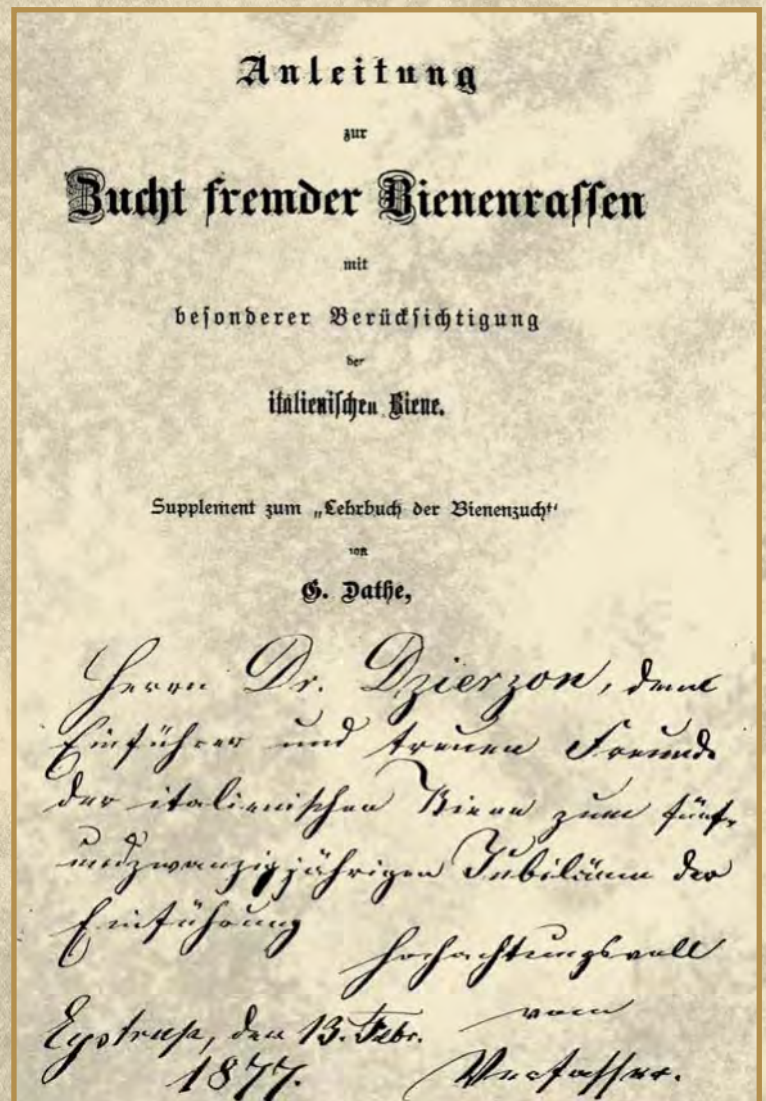 Anleitung
zur
Zucht fremder Bienenrassen
mit
besonderer Berücksichtigung
der
italienischen Biene.
Supplement zum „Lehrbuch der Bienenzucht“
von
G. Dathe,
Herrn Dr. Dzierzon, dem
Einführer und treuen Freunde
der italienischen Biene zum fünf-
undzwanzigjährigen Jubiläum der
Einführung
hochachtungsvoll
vom
Eystrup, den 13. Febr.
1877. Verfasser.